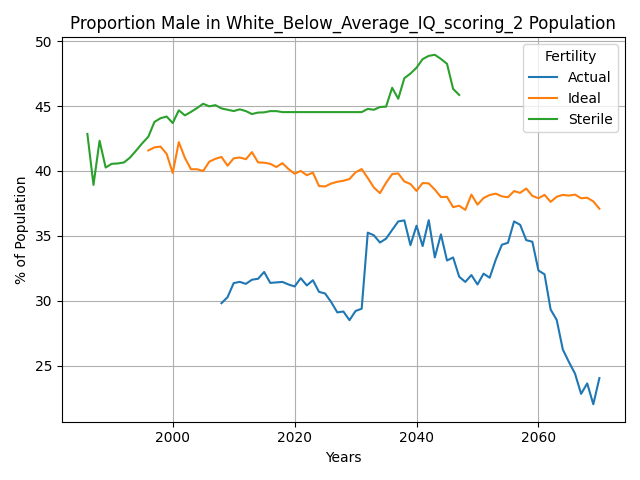 Proportion Male in White_Below_Average_IQ_scoring_2 Population
Fertility
Actual
Ideal
Sterile
% of Population
50
45
40
35
30
25
2000
2020
2040
2060
Years